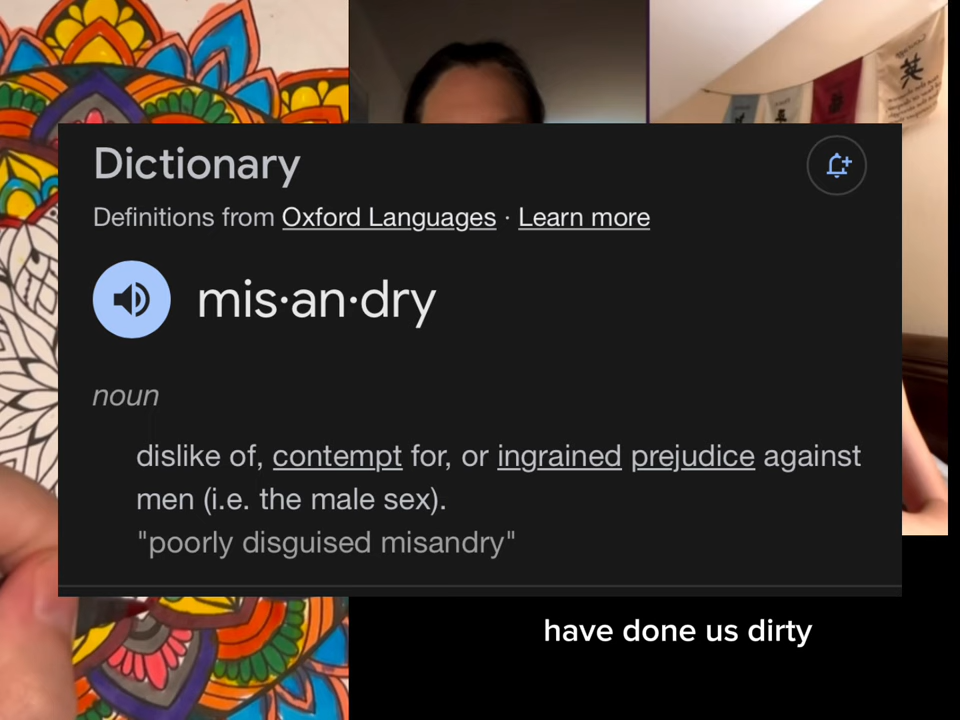 英
Dictionary
Definitions from Oxford Languages · Learn more
mis·an·dry
noun
dislike of, contempt for, or ingrained prejudice against
men (i.e. the male sex).
"poorly disguised misandry"
have done us dirty